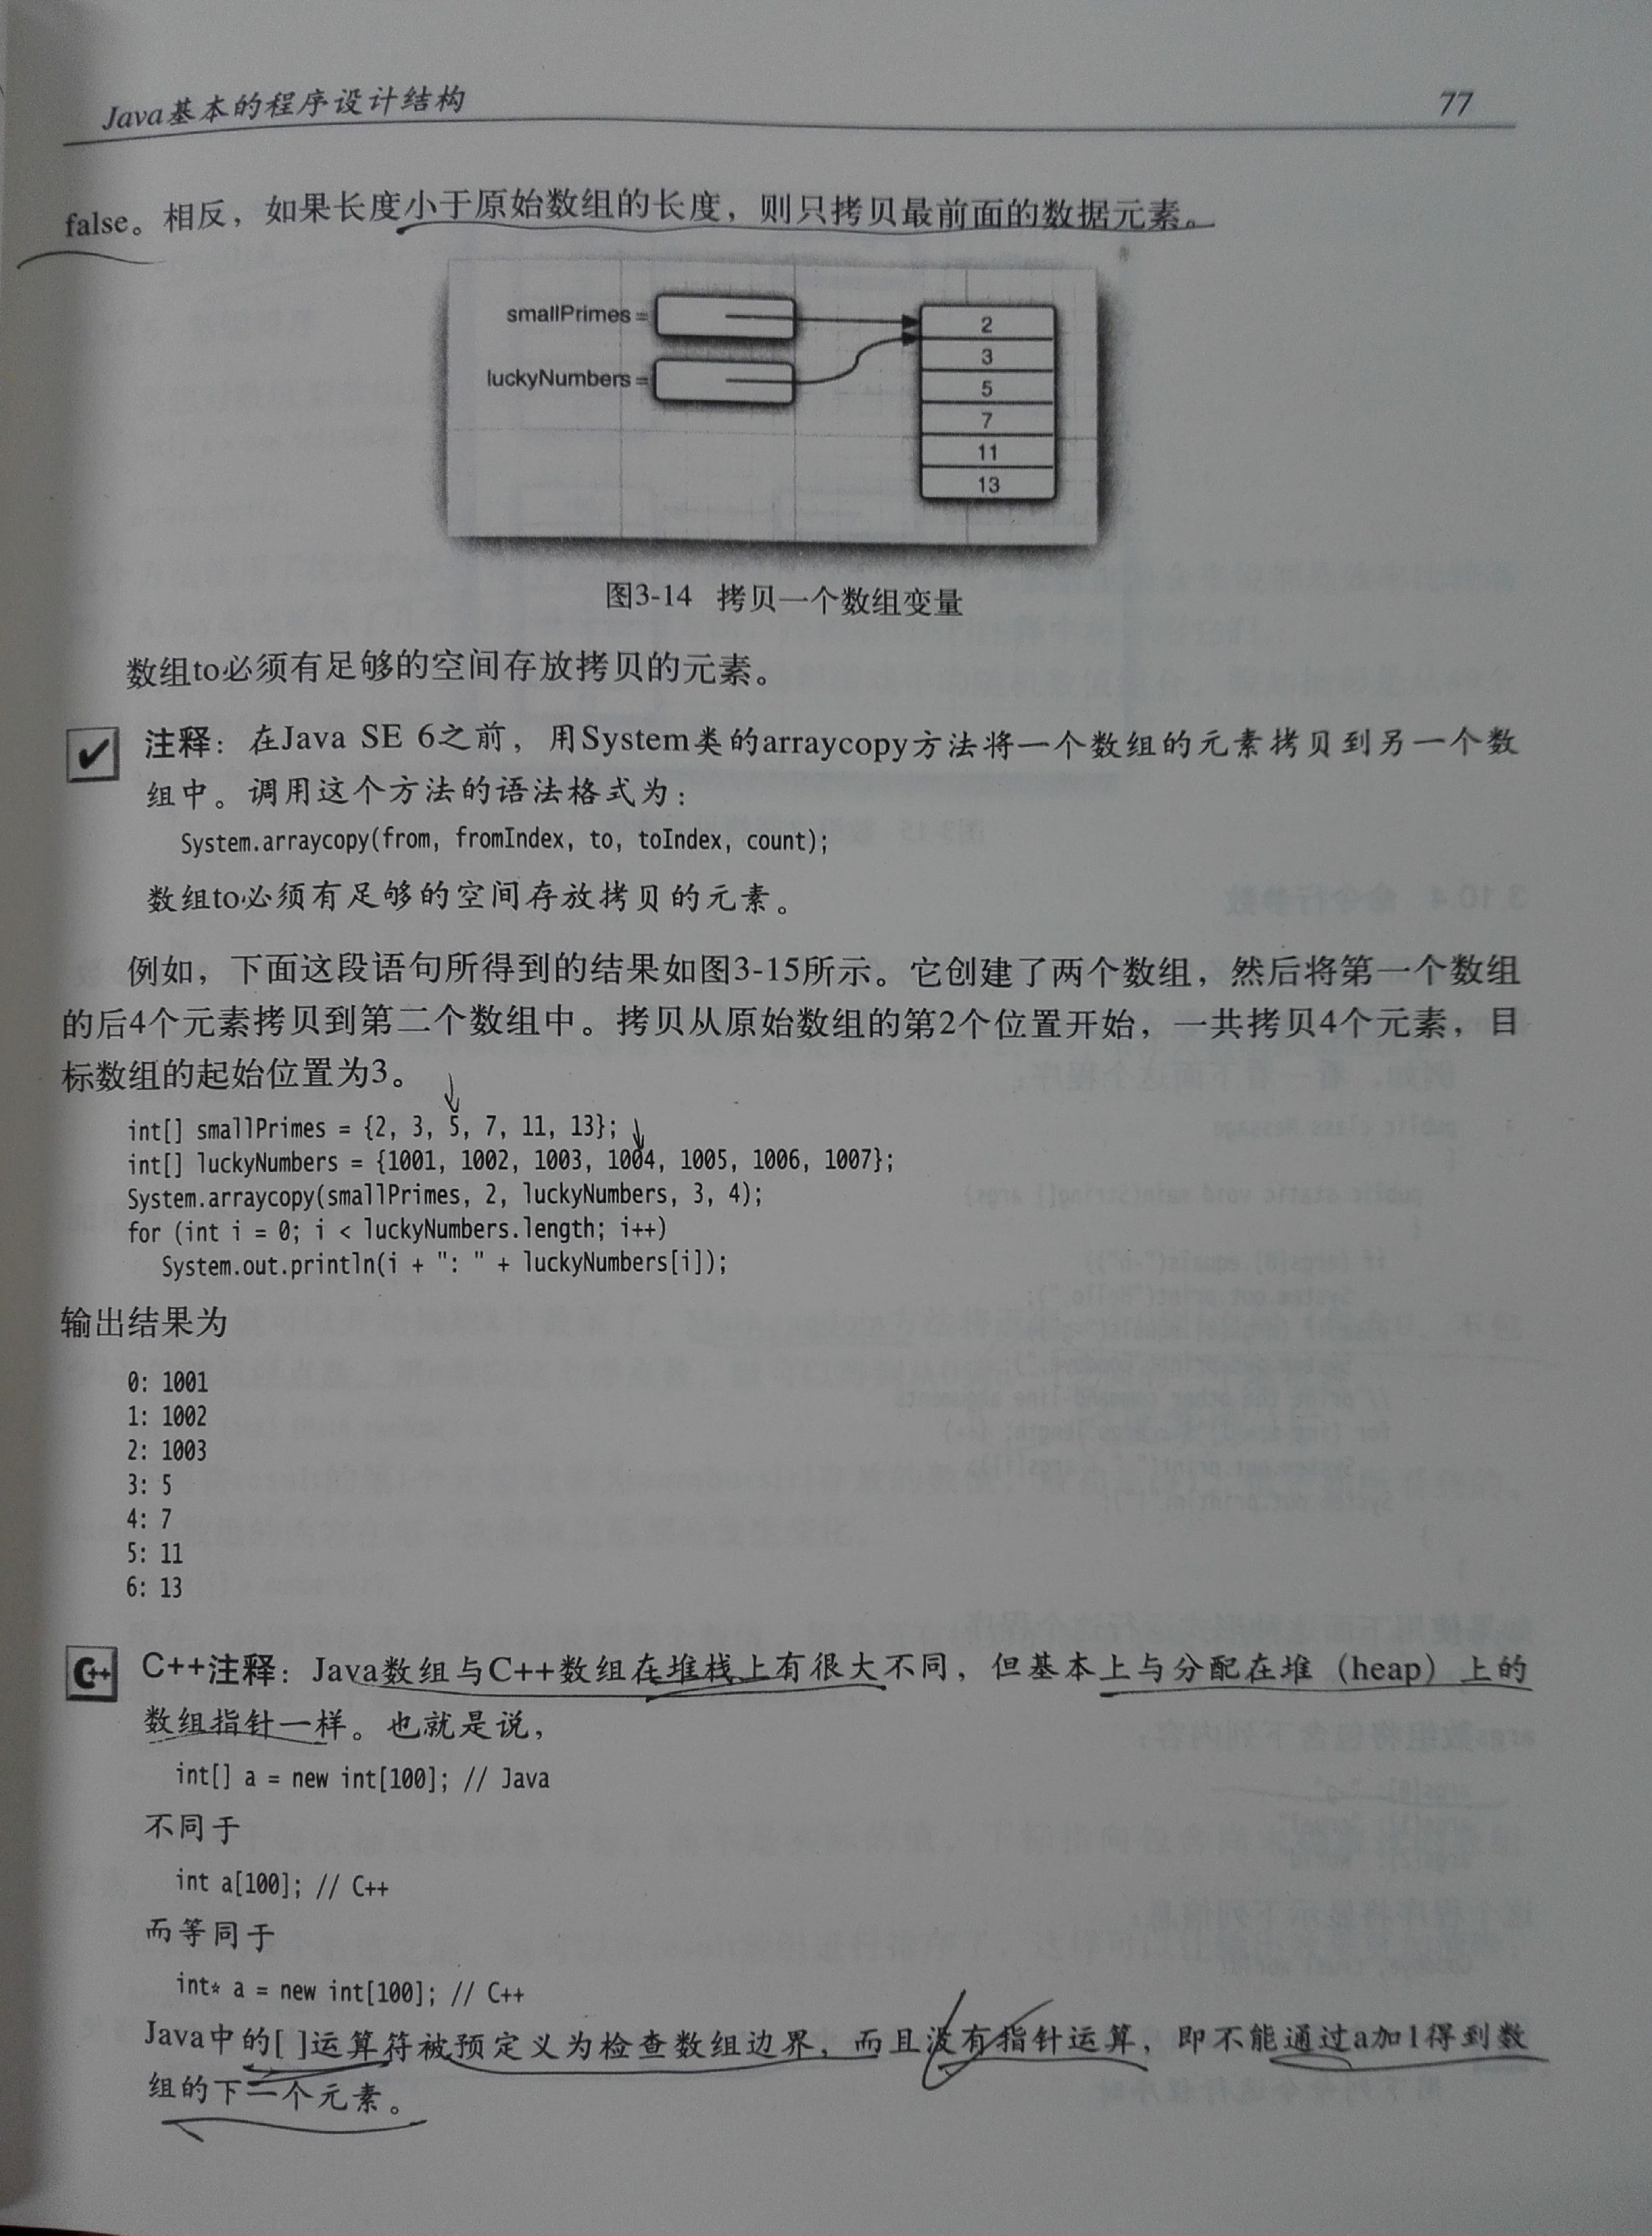 Java基本的程序设计结构 77
false。相反，如果长度小于原始数组的长度，则只拷贝最前面的数据元素。
smallPrimes =
luckyNumbers =
2
3
5
7
11
13
图3-14 拷贝一个数组变量
数组to必须有足够的空间存放拷贝的元素。
注释：在Java SE 6之前，用System类的arraycopy方法将一个数组的元素拷贝到另一个数
组中。调用这个方法的语法格式为：
System.arraycopy(from, fromIndex, to, toIndex, count);
数组to必须有足够的空间存放拷贝的元素。
例如，下面这段语句所得到的结果如图3-15所示。它创建了两个数组，然后将第一个数组
的后4个元素拷贝到第二个数组中。拷贝从原始数组的第2个位置开始，一共拷贝4个元素，目
标数组的起始位置为3。
int[] smallPrimes = {2, 3, 5, 7, 11, 13};
int[] luckyNumbers = {1001, 1002, 1003, 1004, 1005, 1006, 1007};
System.arraycopy(smallPrimes, 2, luckyNumbers, 3, 4);
for (int i = 0; i < luckyNumbers.length; i++)
System.out.println(i + ": " + luckyNumbers[i]);
输出结果为
0: 1001
1: 1002
2: 1003
3: 5
4: 7
5: 11
6: 13
C++ C++注释：Java数组与C++数组在堆栈上有很大不同，但基本上与分配在堆（heap）上的
数组指针一样。也就是说，
int[] a = new int[100]; // Java
不同于
int a[100]; // C++
而等同于
int* a = new int[100]; // C++
Java中的[ ]运算符被预定义为检查数组边界，而且没有指针运算，即不能通过a加1得到数
组的下一个元素。